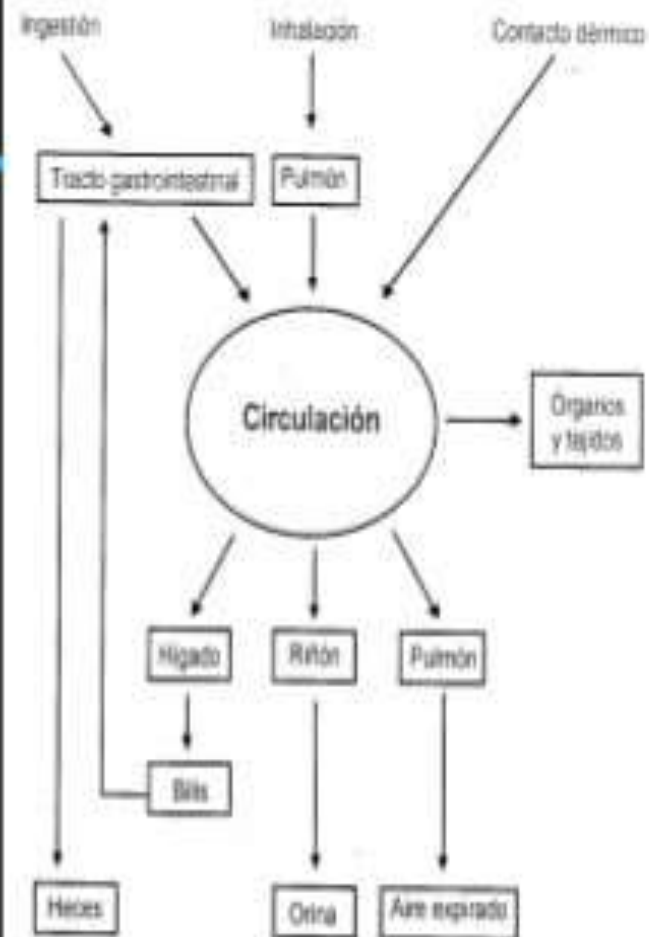 Ingestión
Inhalación
Contacto dérmico
Tracto gastrointestinal
Pulmón
Circulación
Órganos
y tejidos
Hígado
Riñón
Pulmón
Bilis
Heces
Orina
Aire expirado